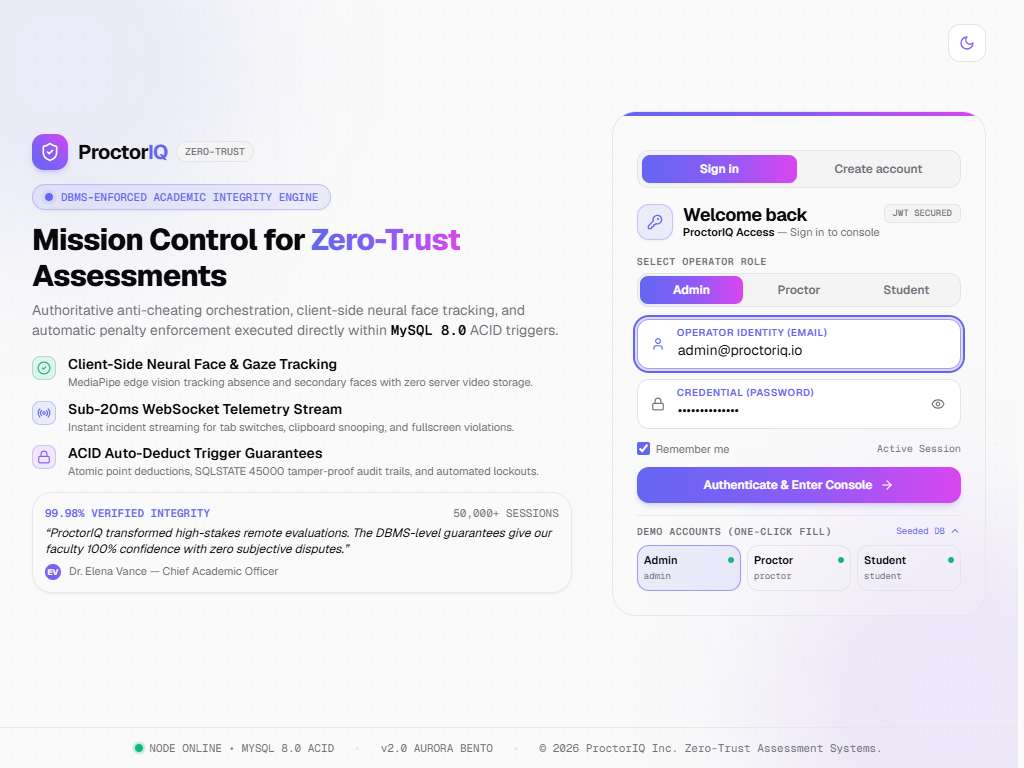 ProctorIQ ZERO-TRUST
DBMS-ENFORCED ACADEMIC INTEGRITY ENGINE
Mission Control for Zero-Trust
Assessments
Authoritative anti-cheating orchestration, client-side neural face tracking, and
automatic penalty enforcement executed directly within MySQL 8.0 ACID triggers.
Client-Side Neural Face & Gaze Tracking
MediaPipe edge vision tracking absence and secondary faces with zero server video storage.
Sub-20ms WebSocket Telemetry Stream
Instant incident streaming for tab switches, clipboard snooping, and fullscreen violations.
ACID Auto-Deduct Trigger Guarantees
Atomic point deductions, SQLSTATE 45000 tamper-proof audit trails, and automated lockouts.
99.98% VERIFIED INTEGRITY 50,000+ SESSIONS
“ProctorIQ transformed high-stakes remote evaluations. The DBMS-level guarantees give our
faculty 100% confidence with zero subjective disputes.”
EV Dr. Elena Vance — Chief Academic Officer
Sign in Create account
Welcome back JWT SECURED
ProctorIQ Access — Sign in to console
SELECT OPERATOR ROLE
Admin Proctor Student
OPERATOR IDENTITY (EMAIL)
admin@proctoriq.io
CREDENTIAL (PASSWORD)
••••••••••••••
Remember me Active Session
Authenticate & Enter Console →
DEMO ACCOUNTS (ONE-CLICK FILL) Seeded DB
Admin Proctor Student
admin proctor student
NODE ONLINE • MYSQL 8.0 ACID • v2.0 AURORA BENTO • © 2026 ProctorIQ Inc. Zero-Trust Assessment Systems.